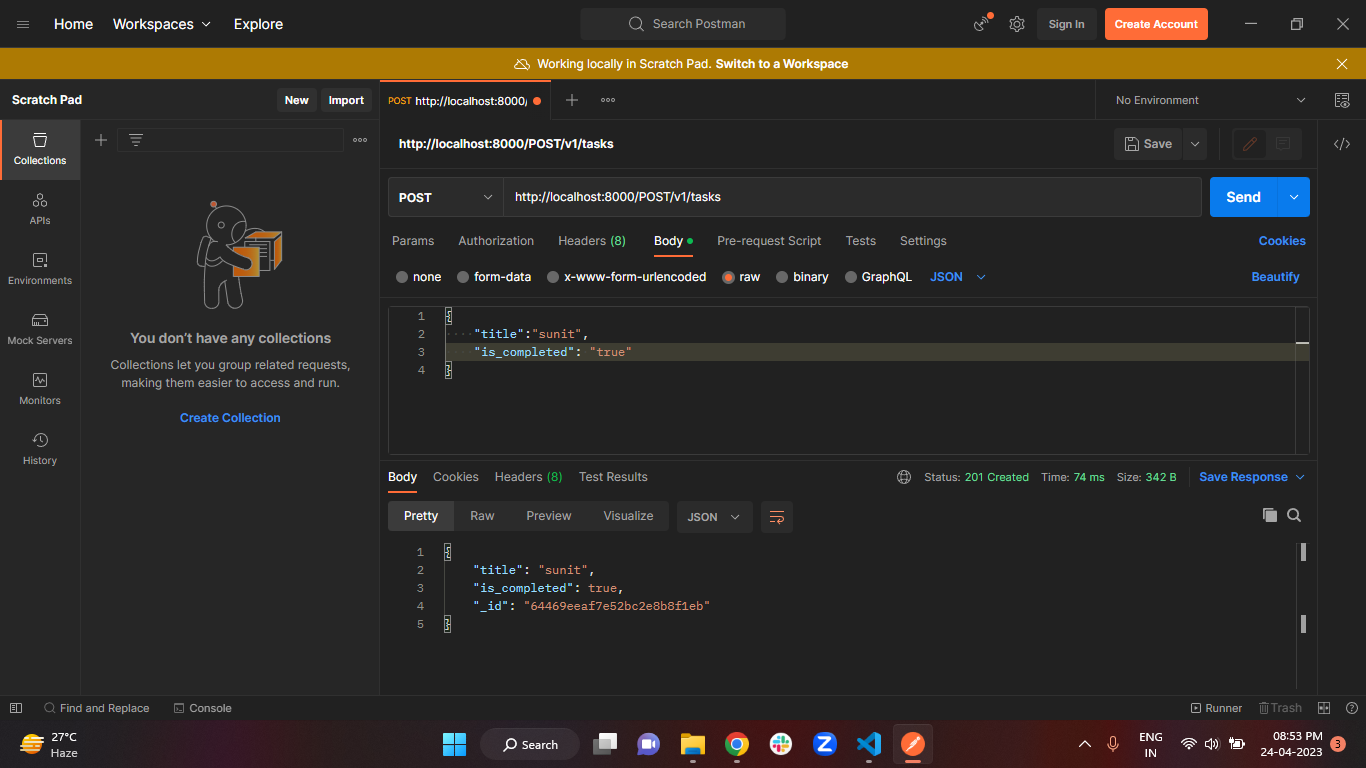 Home Workspaces Explore Search Postman Sign In Create Account
Working locally in Scratch Pad. Switch to a Workspace
Scratch Pad New Import
POST http://localhost:8000/
No Environment
Collections
APIs
Environments
Mock Servers
Monitors
History
You don't have any collections
Collections let you group related requests,
making them easier to access and run.
Create Collection
http://localhost:8000/POST/v1/tasks Save
POST http://localhost:8000/POST/v1/tasks Send
Params Authorization Headers (8) Body Pre-request Script Tests Settings Cookies
none form-data x-www-form-urlencoded raw binary GraphQL JSON Beautify
1 {
2 "title":"sunit",
3 "is_completed": "true"
4 }
Body Cookies Headers (8) Test Results Status: 201 Created Time: 74 ms Size: 342 B Save Response
Pretty Raw Preview Visualize JSON
1 {
2 "title": "sunit",
3 "is_completed": true,
4 "_id": "64469eeaf7e52bc2e8b8f1eb"
5 }
Find and Replace Console Runner Trash
27°C
Haze
Search
ENG
IN
08:53 PM
24-04-2023
3